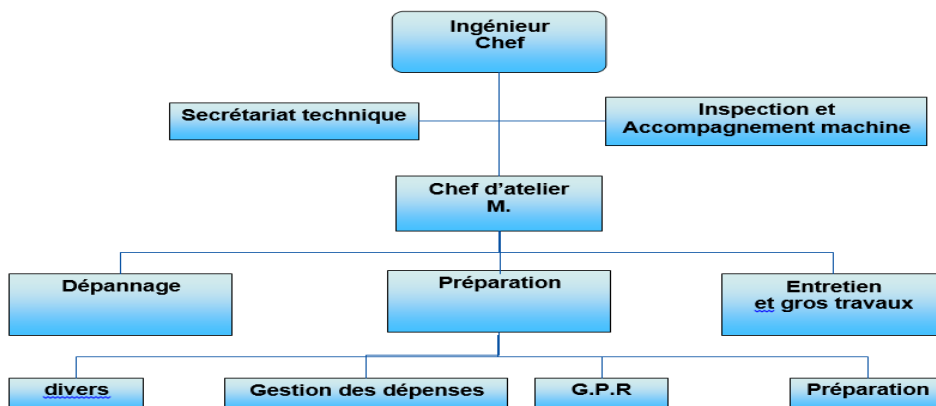 Ingénieur
Chef
Secrétariat technique
Inspection et
Accompagnement machine
Chef d’atelier
M.
Dépannage
Préparation
Entretien
et gros travaux
divers
Gestion des dépenses
G.P.R
Préparation